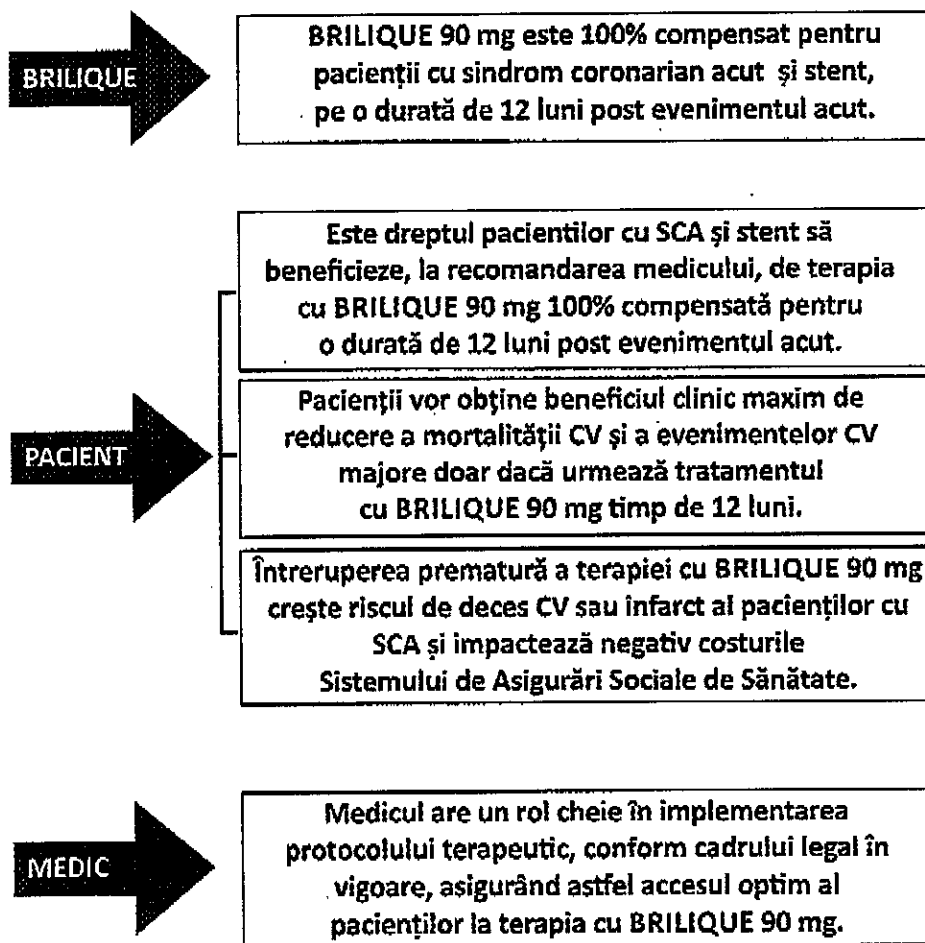 BRILIQUE
BRILIQUE 90 mg este 100% compensat pentru
pacienții cu sindrom coronarian acut și stent,
pe o durată de 12 luni post evenimentul acut.
PACIENT
Este dreptul pacientilor cu SCA și stent să
beneficieze, la recomandarea medicului, de terapia
cu BRILIQUE 90 mg 100% compensată pentru
o durată de 12 luni post evenimentul acut.
Pacienții vor obține beneficiul clinic maxim de
reducere a mortalității CV și a evenimentelor CV
majore doar dacă urmează tratamentul
cu BRILIQUE 90 mg timp de 12 luni.
Întreruperea prematură a terapiei cu BRILIQUE 90 mg
crește riscul de deces CV sau infarct al pacienților cu
SCA și impactează negativ costurile
Sistemului de Asigurări Sociale de Sănătate.
MEDIC
Medicul are un rol cheie în implementarea
protocolului terapeutic, conform cadrului legal în
vigoare, asigurând astfel accesul optim al
pacienților la terapia cu BRILIQUE 90 mg.